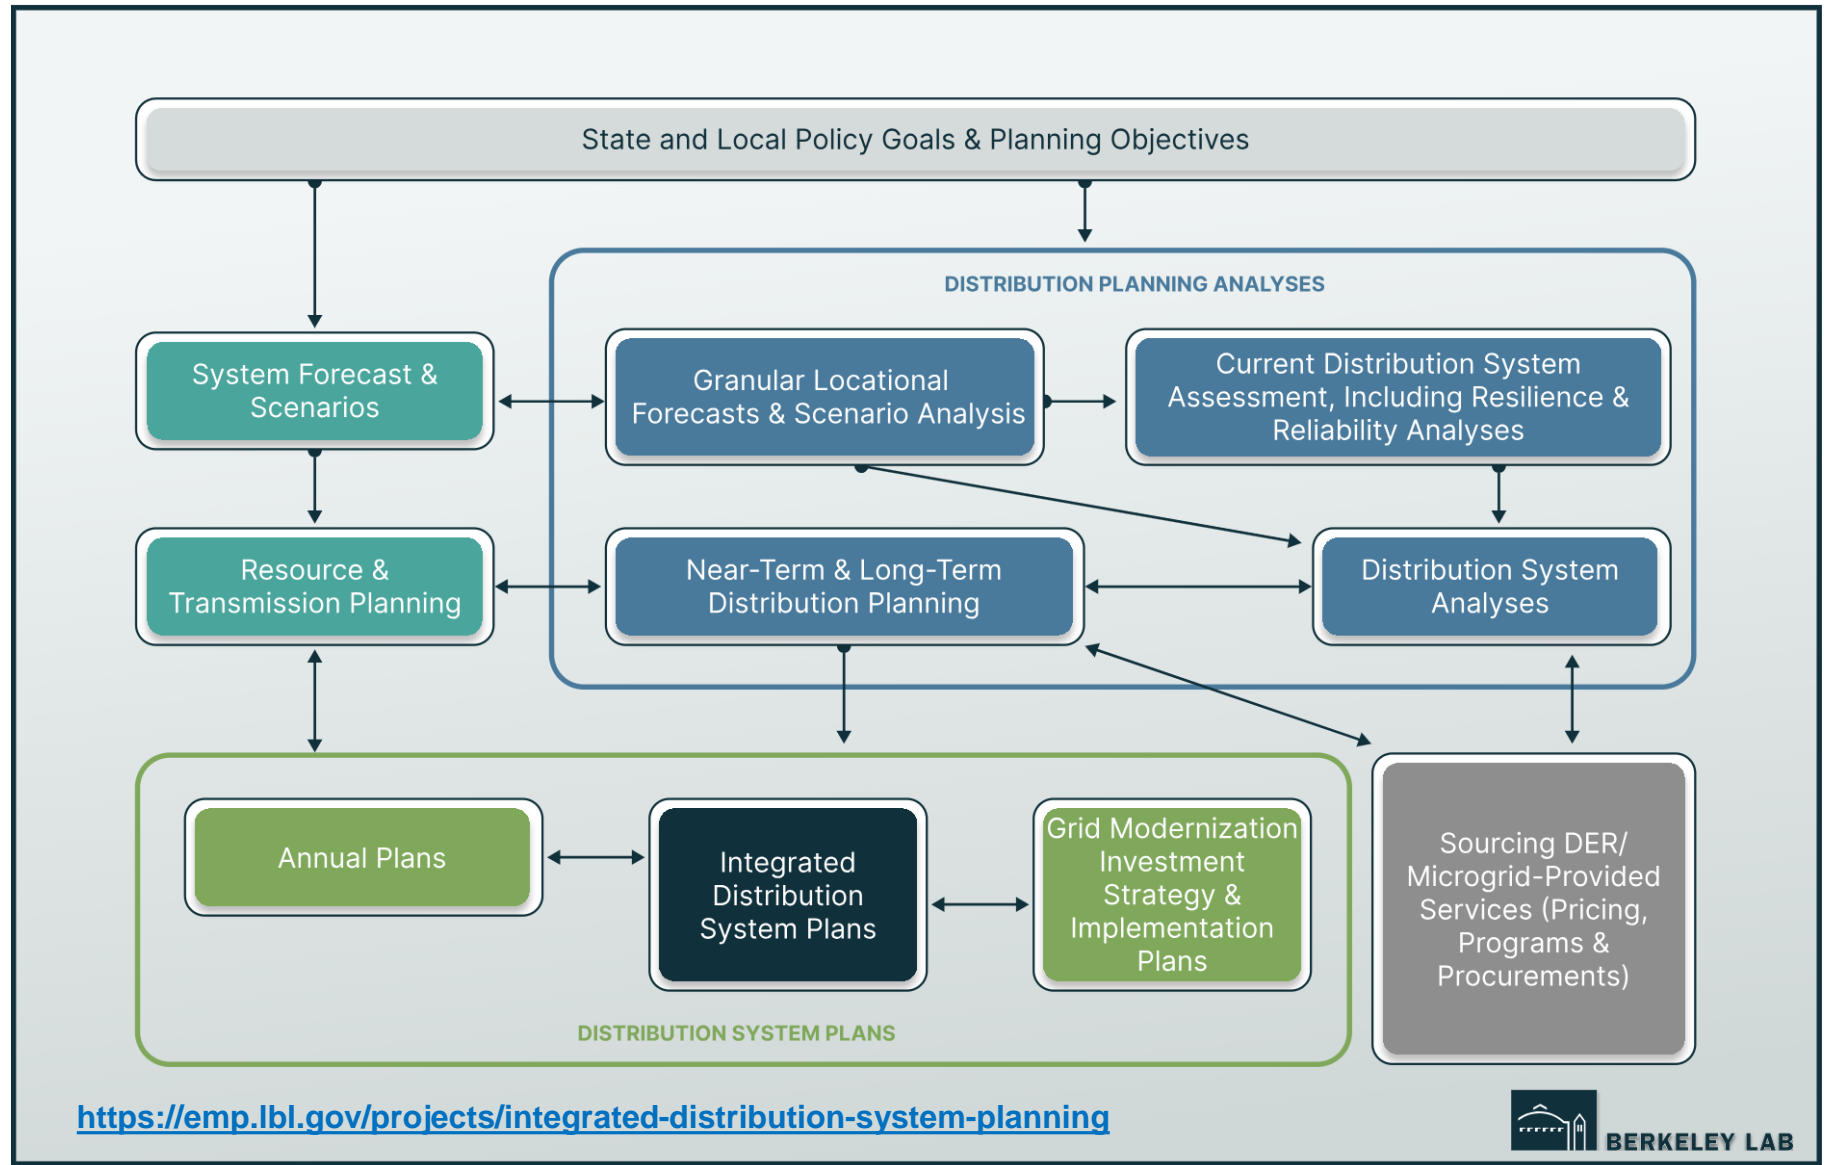 State and Local Policy Goals & Planning Objectives
DISTRIBUTION PLANNING ANALYSES
System Forecast &
Scenarios
Granular Locational
Forecasts & Scenario Analysis
Current Distribution System
Assessment, Including Resilience &
Reliability Analyses
Resource &
Transmission Planning
Near-Term & Long-Term
Distribution Planning
Distribution System
Analyses
Annual Plans
Integrated
Distribution
System Plans
Grid Modernization
Investment
Strategy &
Implementation
Plans
Sourcing DER/
Microgrid-Provided
Services (Pricing,
Programs &
Procurements)
DISTRIBUTION SYSTEM PLANS
https://emp.lbl.gov/projects/integrated-distribution-system-planning
BERKELEY LAB